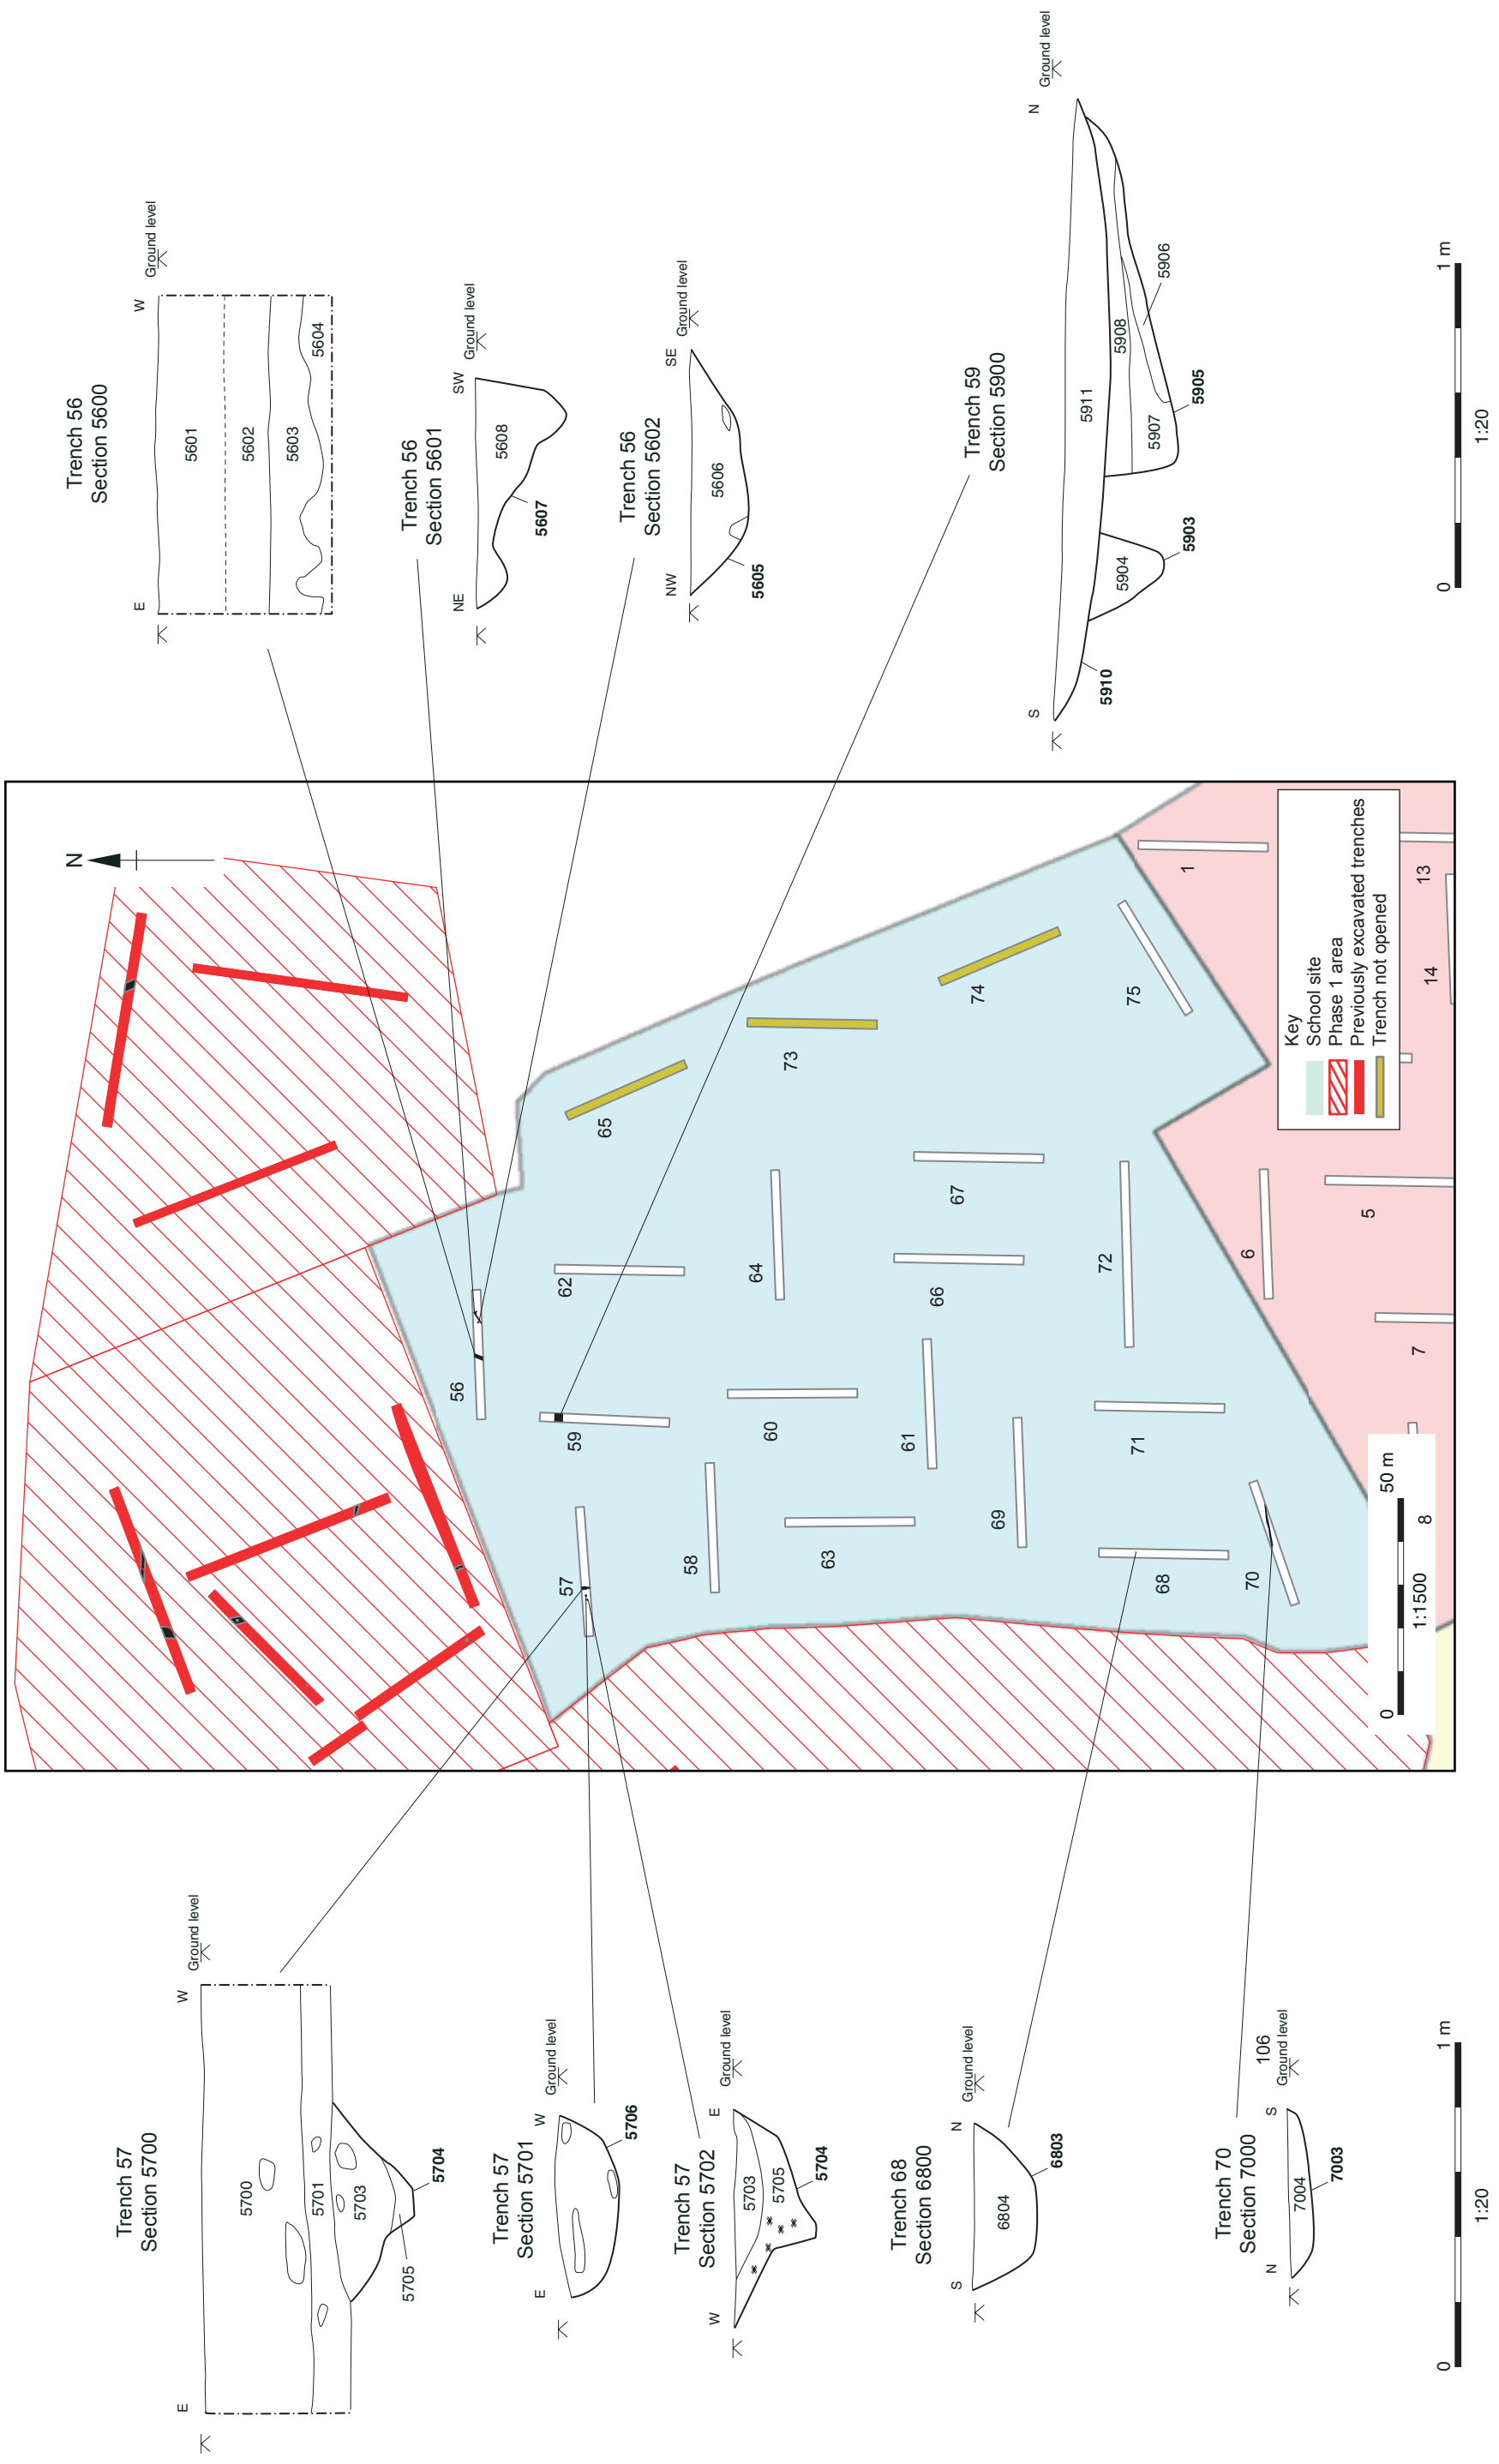 Trench 57
Section 5700
E
W
Ground level
5700
5701
5703
5705
5704
Trench 57
Section 5701
E
W
Ground level
5706
Trench 57
Section 5702
W
E
Ground level
5703
5705
5704
Trench 68
Section 6800
S
N
Ground level
6804
6803
Trench 70
Section 7000
N
S
106
Ground level
7004
7003
0
1 m
1:20
N
56
57
58
59
60
61
62
63
64
65
66
67
68
69
70
71
72
73
74
75
1
5
6
7
8
13
14
0
50 m
1:1500
Key
School site
Phase 1 area
Previously excavated trenches
Trench not opened
Trench 56
Section 5600
E
W
Ground level
5601
5602
5603
5604
Trench 56
Section 5601
NE
SW
Ground level
5608
5607
Trench 56
Section 5602
NW
SE
Ground level
5606
5605
Trench 59
Section 5900
S
N
Ground level
5911
5908
5906
5907
5905
5904
5903
5910
0
1 m
1:20